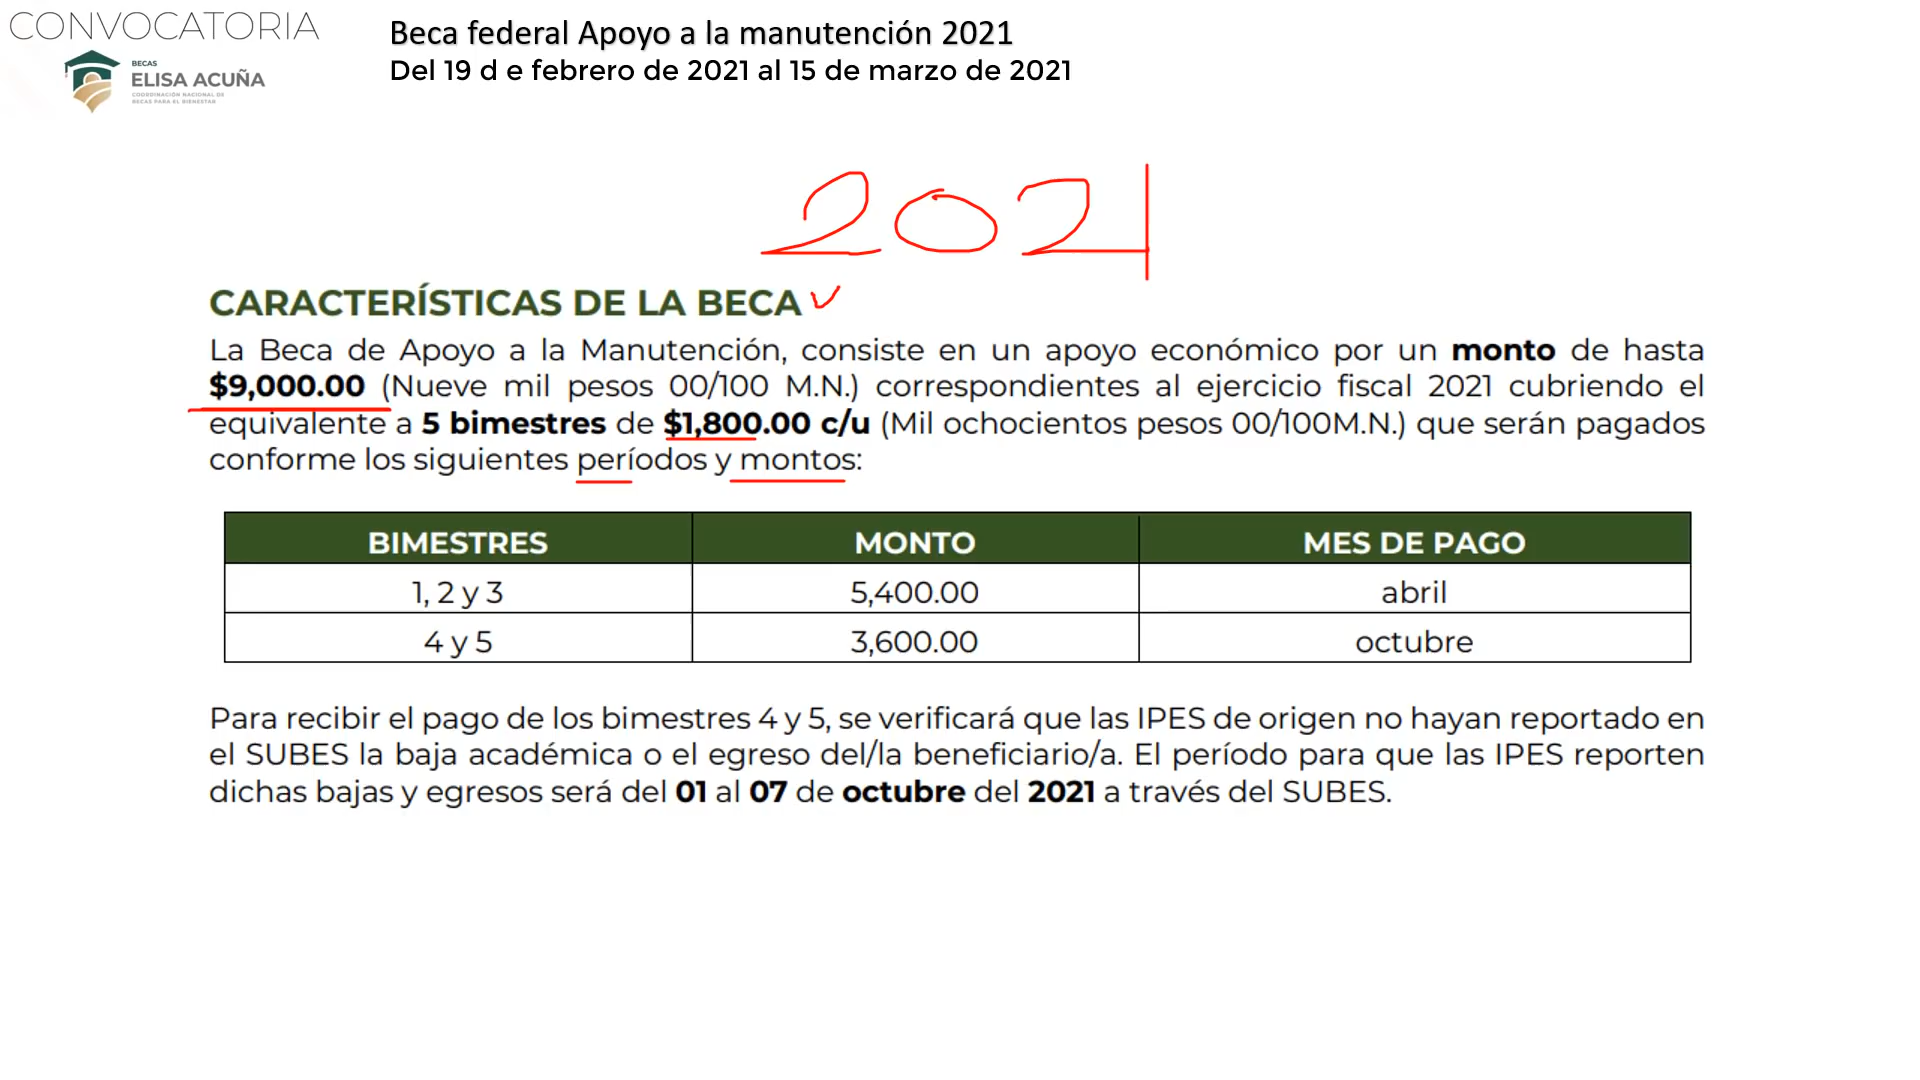 CONVOCATORIA
BECAS
ELISA ACUÑA
COORDINACIÓN NACIONAL DE
BECAS PARA EL BIENESTAR
Beca federal Apoyo a la manutención 2021
Del 19 d e febrero de 2021 al 15 de marzo de 2021
2021
CARACTERÍSTICAS DE LA BECA
La Beca de Apoyo a la Manutención, consiste en un apoyo económico por un monto de hasta
$9,000.00 (Nueve mil pesos 00/100 M.N.) correspondientes al ejercicio fiscal 2021 cubriendo el
equivalente a 5 bimestres de $1,800.00 c/u (Mil ochocientos pesos 00/100M.N.) que serán pagados
conforme los siguientes períodos y montos:
BIMESTRES MONTO MES DE PAGO
1, 2 y 3 5,400.00 abril
4 y 5 3,600.00 octubre
Para recibir el pago de los bimestres 4 y 5, se verificará que las IPES de origen no hayan reportado en
el SUBES la baja académica o el egreso del/la beneficiario/a. El período para que las IPES reporten
dichas bajas y egresos será del 01 al 07 de octubre del 2021 a través del SUBES.